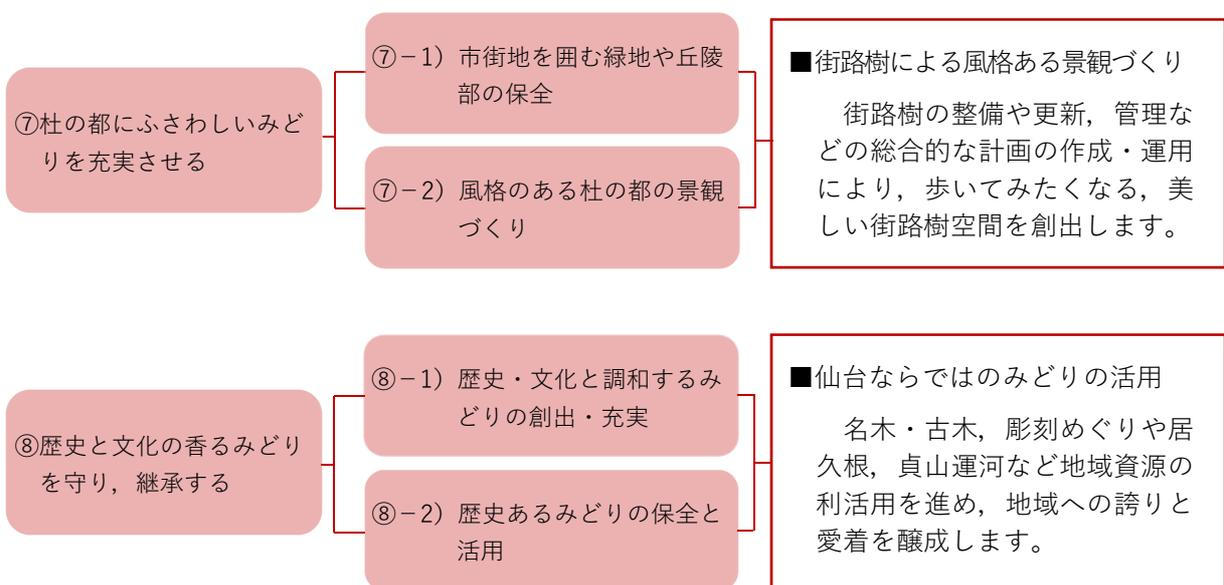 ⑦杜の都にふさわしいみど
りを充実させる
⑦-1）市街地を囲む緑地や丘陵
部の保全
⑦-2）風格のある杜の都の景観
づくり
■街路樹による風格ある景観づくり
街路樹の整備や更新，管理な
どの総合的な計画の作成・運用
により，歩いてみたくなる，美
しい街路樹空間を創出します。
⑧歴史と文化の香るみどり
を守り，継承する
⑧-1）歴史・文化と調和するみ
どりの創出・充実
⑧-2）歴史あるみどりの保全と
活用
■仙台ならではのみどりの活用
名木・古木，彫刻めぐりや居
久根，貞山運河など地域資源の
利活用を進め，地域への誇りと
愛着を醸成します。